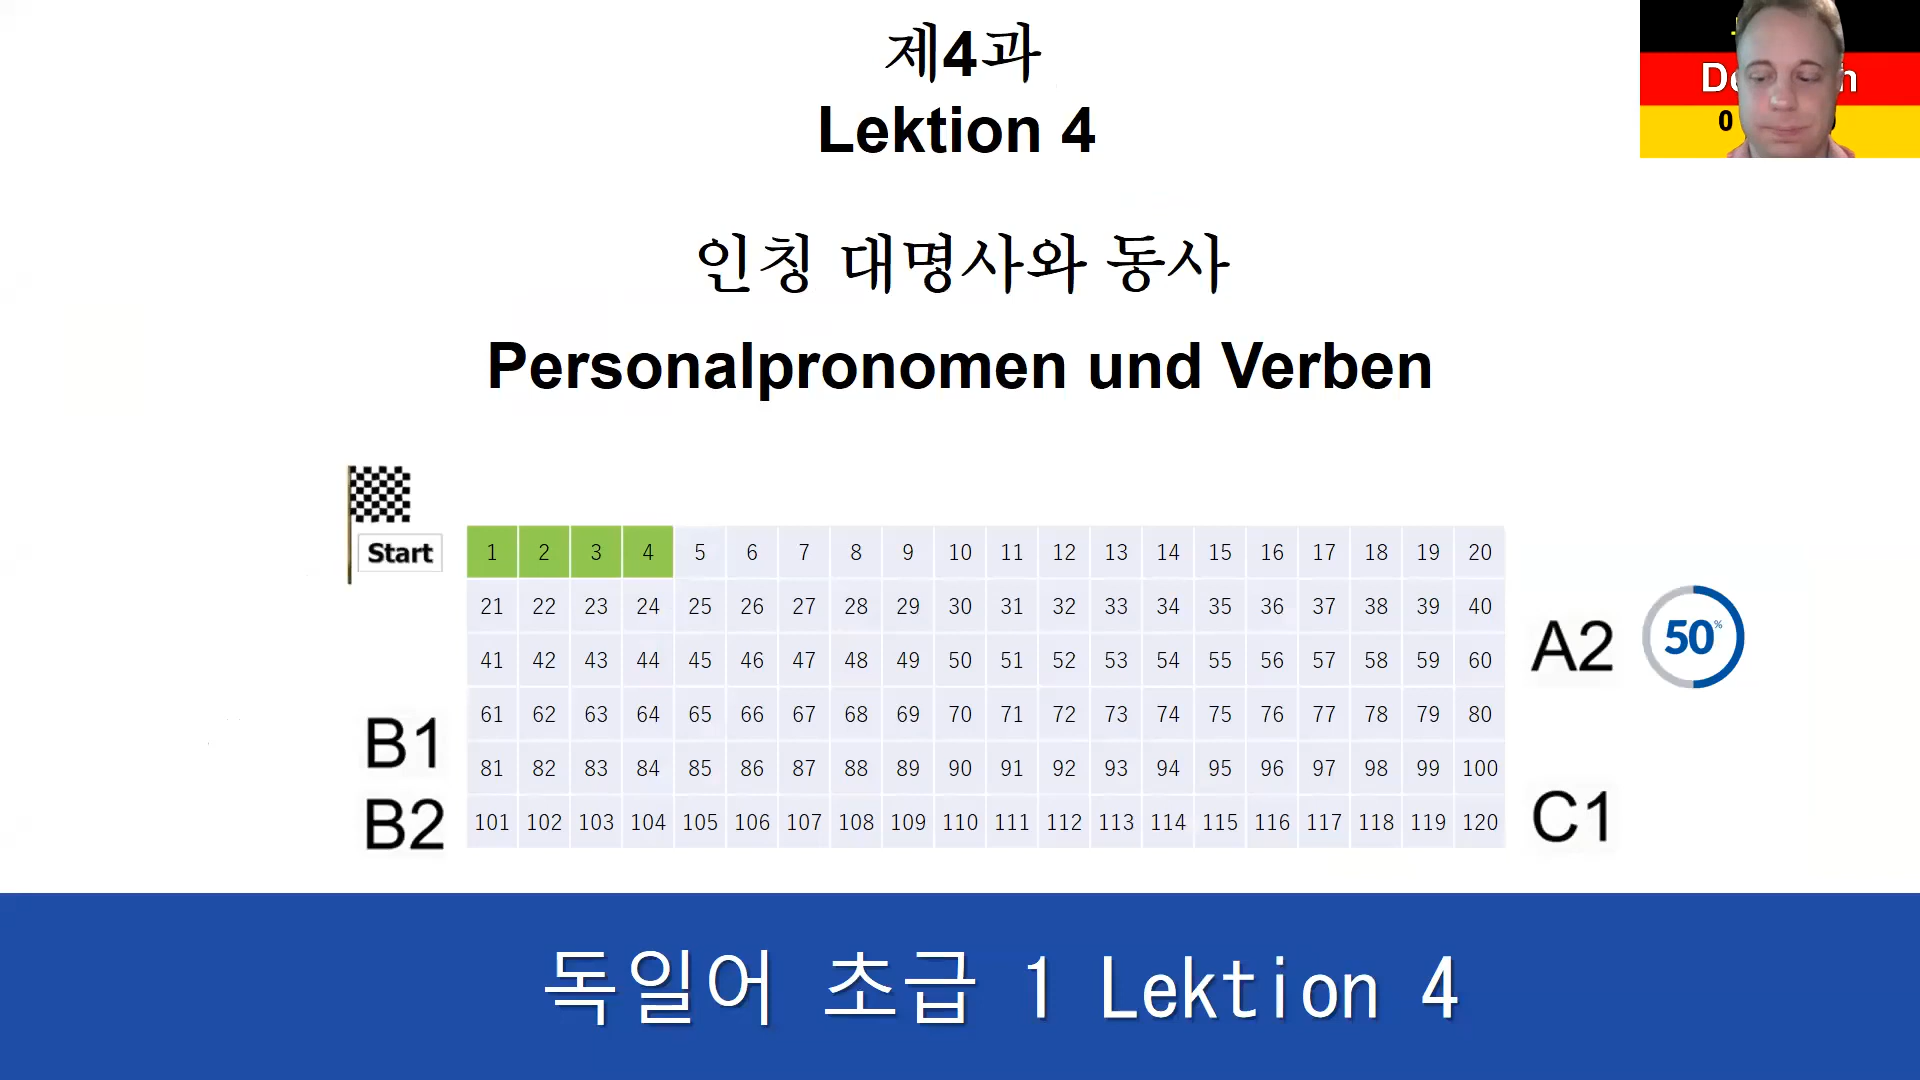 제4과
Lektion 4
인칭 대명사와 동사
Personalpronomen und Verben
Start
1 2 3 4 5 6 7 8 9 10 11 12 13 14 15 16 17 18 19 20
21 22 23 24 25 26 27 28 29 30 31 32 33 34 35 36 37 38 39 40
41 42 43 44 45 46 47 48 49 50 51 52 53 54 55 56 57 58 59 60
A2 50%
61 62 63 64 65 66 67 68 69 70 71 72 73 74 75 76 77 78 79 80
B1
81 82 83 84 85 86 87 88 89 90 91 92 93 94 95 96 97 98 99 100
B2 101 102 103 104 105 106 107 108 109 110 111 112 113 114 115 116 117 118 119 120 C1
독일어 초급 1 Lektion 4